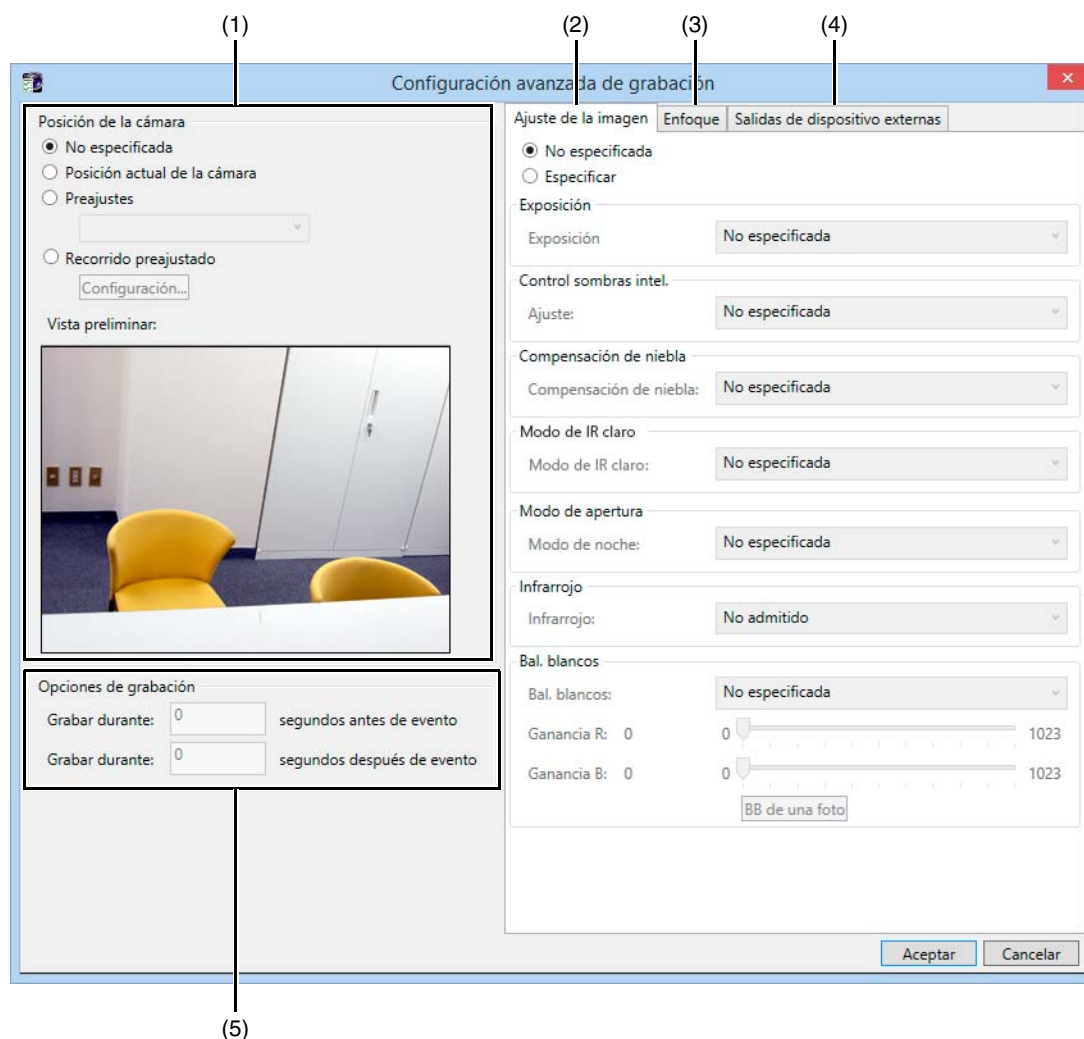 (1)
(2)
(3)
(4)
Configuración avanzada de grabación
Posición de la cámara
No especificada
Posición actual de la cámara
Preajustes
Recorrido preajustado
Configuración...
Vista preliminar:
Opciones de grabación
Grabar durante: 0 segundos antes de evento
Grabar durante: 0 segundos después de evento
(5)
Ajuste de la imagen Enfoque Salidas de dispositivo externas
No especificada
Especificar
Exposición
Exposición No especificada
Control sombras intel.
Ajuste: No especificada
Compensación de niebla
Compensación de niebla: No especificada
Modo de IR claro
Modo de IR claro: No especificada
Modo de apertura
Modo de noche: No especificada
Infrarrojo
Infrarrojo: No admitido
Bal. blancos
Bal. blancos: No especificada
Ganancia R: 0 0 1023
Ganancia B: 0 0 1023
BB de una foto
Aceptar Cancelar